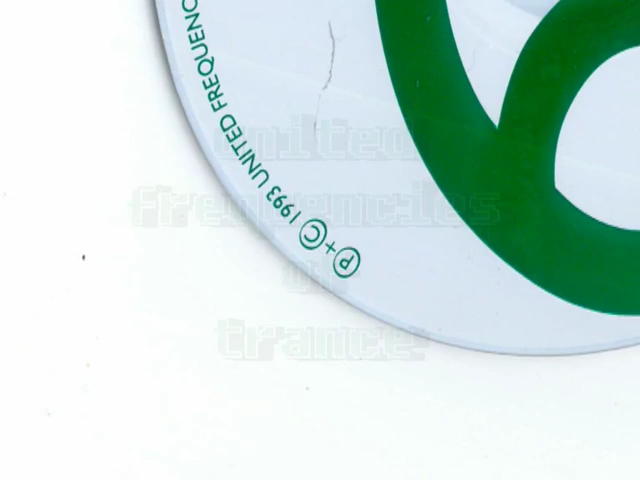 Ⓟ+Ⓒ 1993 UNITED FREQUENC
united
frequencies
of
trance